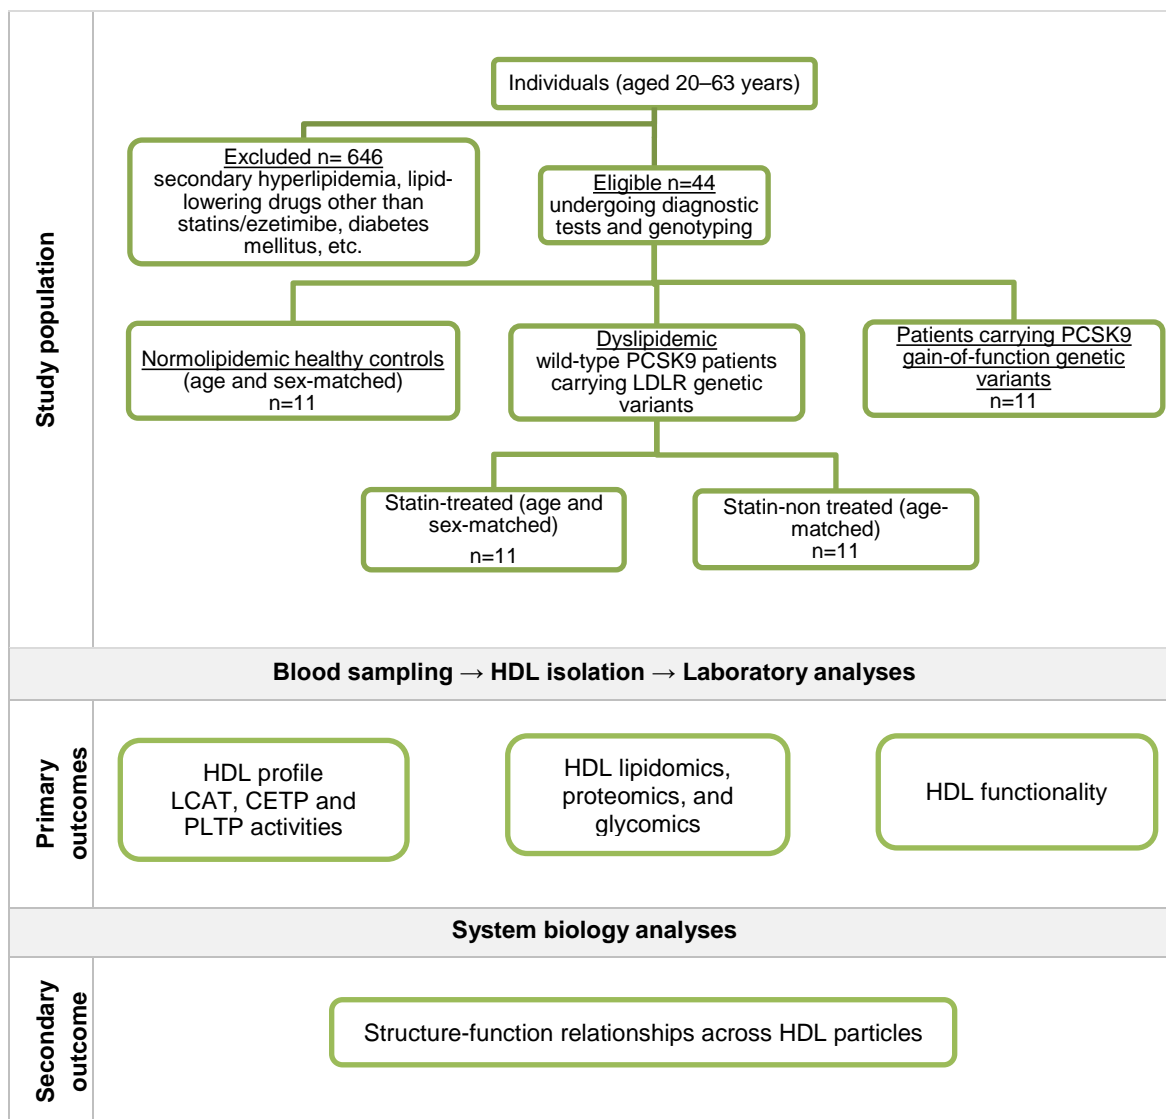 Study population
Individuals (aged 20–63 years)
Excluded n= 646
secondary hyperlipidemia, lipid-
lowering drugs other than
statins/ezetimibe, diabetes
mellitus, etc.
Eligible n=44
undergoing diagnostic
tests and genotyping
Normolipidemic healthy controls
(age and sex-matched)
n=11
Dyslipidemic
wild-type PCSK9 patients
carrying LDLR genetic
variants
Patients carrying PCSK9
gain-of-function genetic
variants
n=11
Statin-treated (age and
sex-matched)
n=11
Statin-non treated (age-
matched)
n=11
Blood sampling → HDL isolation → Laboratory analyses
Primary
outcomes
HDL profile
LCAT, CETP and
PLTP activities
HDL lipidomics,
proteomics, and
glycomics
HDL functionality
System biology analyses
Secondary
outcome
Structure-function relationships across HDL particles